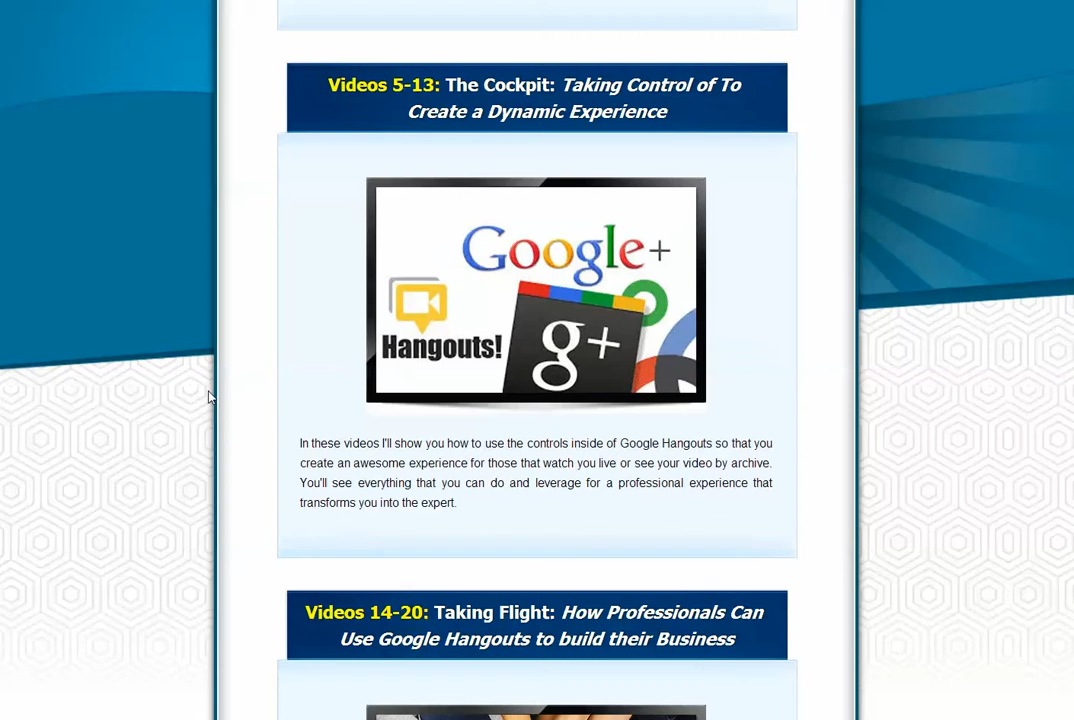 Videos 5-13: The Cockpit: Taking Control of To
Create a Dynamic Experience
Google+
g+
Hangouts!
In these videos I'll show you how to use the controls inside of Google Hangouts so that you
create an awesome experience for those that watch you live or see your video by archive.
You'll see everything that you can do and leverage for a professional experience that
transforms you into the expert.
Videos 14-20: Taking Flight: How Professionals Can
Use Google Hangouts to build their Business